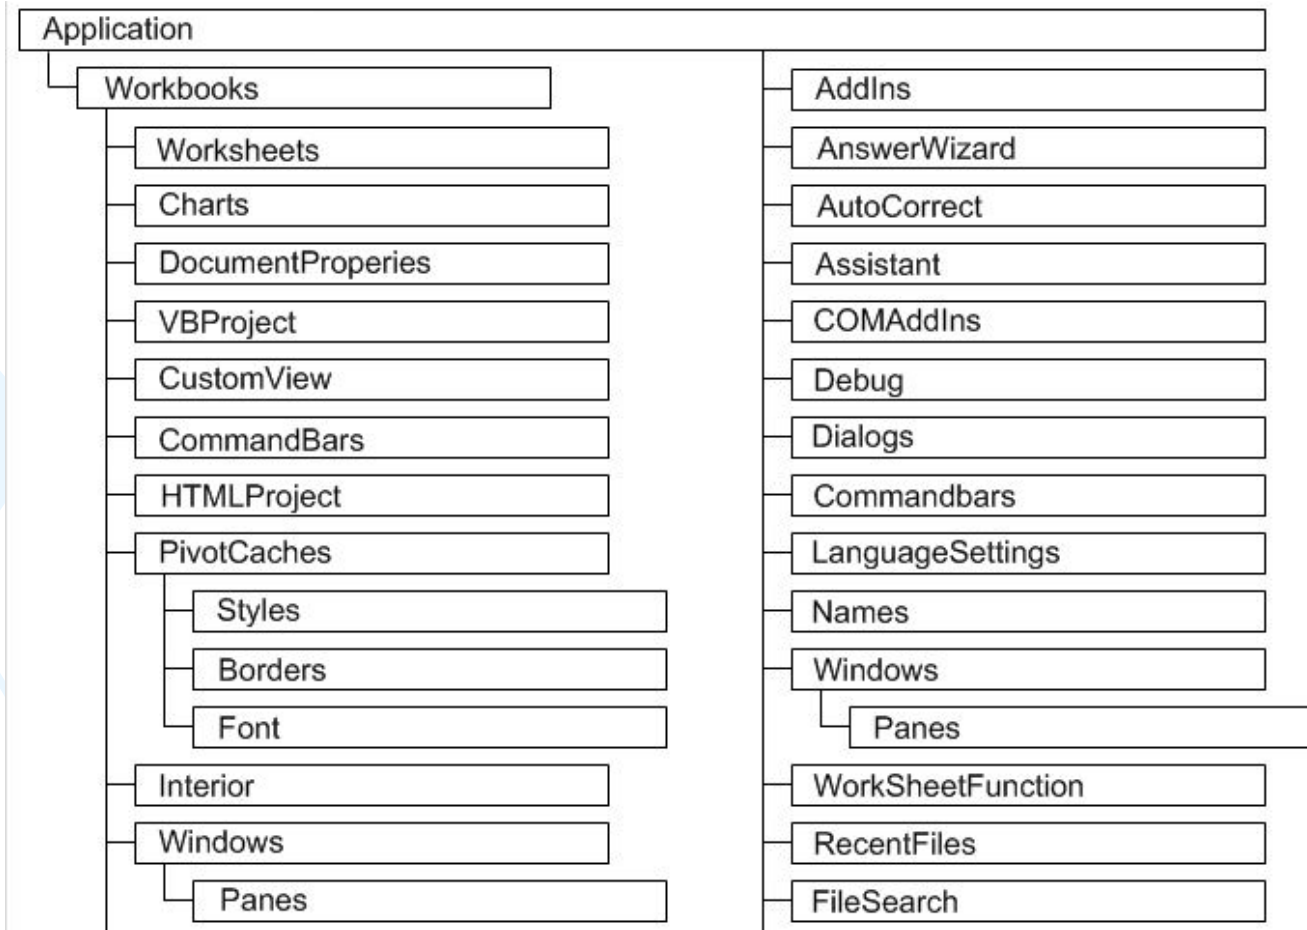 Application
Workbooks
Worksheets
Charts
DocumentProperies
VBProject
CustomView
CommandBars
HTMLProject
PivotCaches
Styles
Borders
Font
Interior
Windows
Panes
AddIns
AnswerWizard
AutoCorrect
Assistant
COMAddIns
Debug
Dialogs
Commandbars
LanguageSettings
Names
Windows
Panes
WorkSheetFunction
RecentFiles
FileSearch